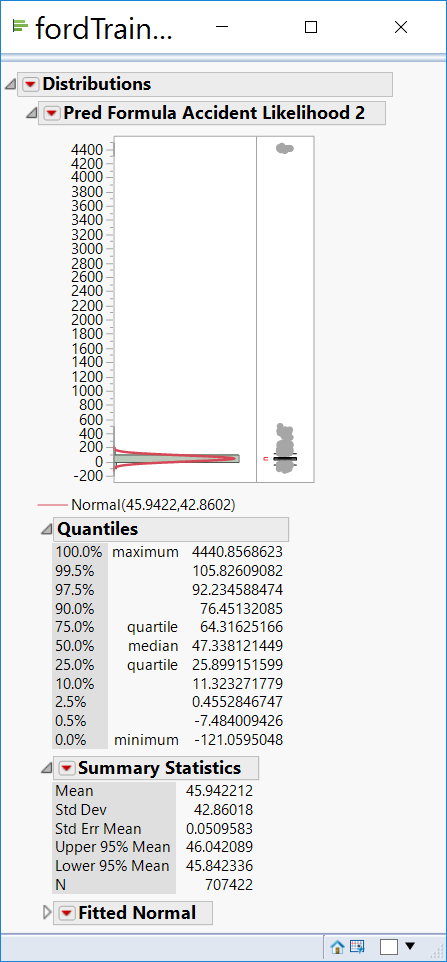 fordTrain...
Distributions
Pred Formula Accident Likelihood 2
4400
4200
4000
3800
3600
3400
3200
3000
2800
2600
2400
2200
2000
1800
1600
1400
1200
1000
800
600
400
200
0
-200
Normal(45.9422,42.8602)
Quantiles
100.0% maximum 4440.8568623
99.5% 105.82609082
97.5% 92.234588474
90.0% 76.45132085
75.0% quartile 64.31625166
50.0% median 47.338121449
25.0% quartile 25.899151599
10.0% 11.323271779
2.5% 0.4552846747
0.5% -7.484009426
0.0% minimum -121.0595048
Summary Statistics
Mean 45.942212
Std Dev 42.86018
Std Err Mean 0.0509583
Upper 95% Mean 46.042089
Lower 95% Mean 45.842336
N 707422
Fitted Normal